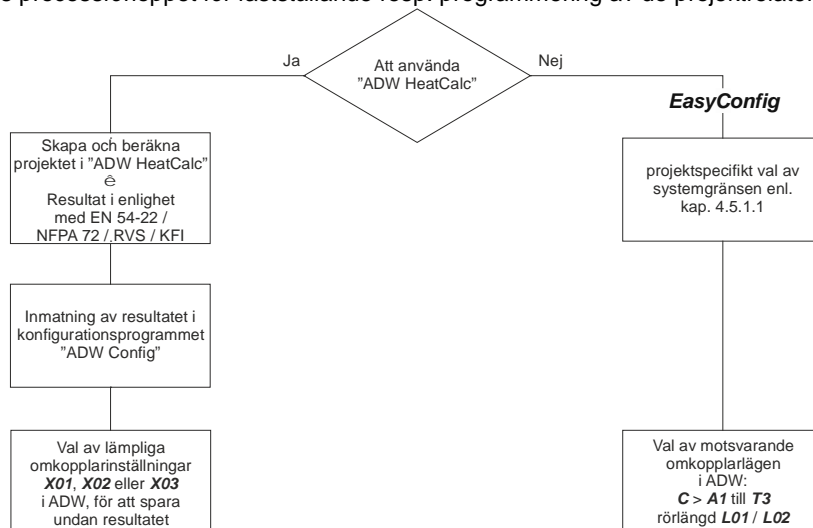 Att använda
"ADW HeatCalc"
Ja
Nej
EasyConfig
Skapa och beräkna
projektet i "ADW HeatCalc"
ê
Resultat i enlighet
med EN 54-22 /
NFPA 72 / RVS / KFI
projektspecifikt val av
systemgränsen enl.
kap. 4.5.1.1
Inmatning av resultatet i
konfigurationsprogrammet
"ADW Config"
Val av lämpliga
omkopplarinställningar
X01, X02 eller X03
i ADW, för att spara
undan resultatet
Val av motsvarande
omkopplarlägen
i ADW:
C > A1 till T3
rörlängd L01 / L02